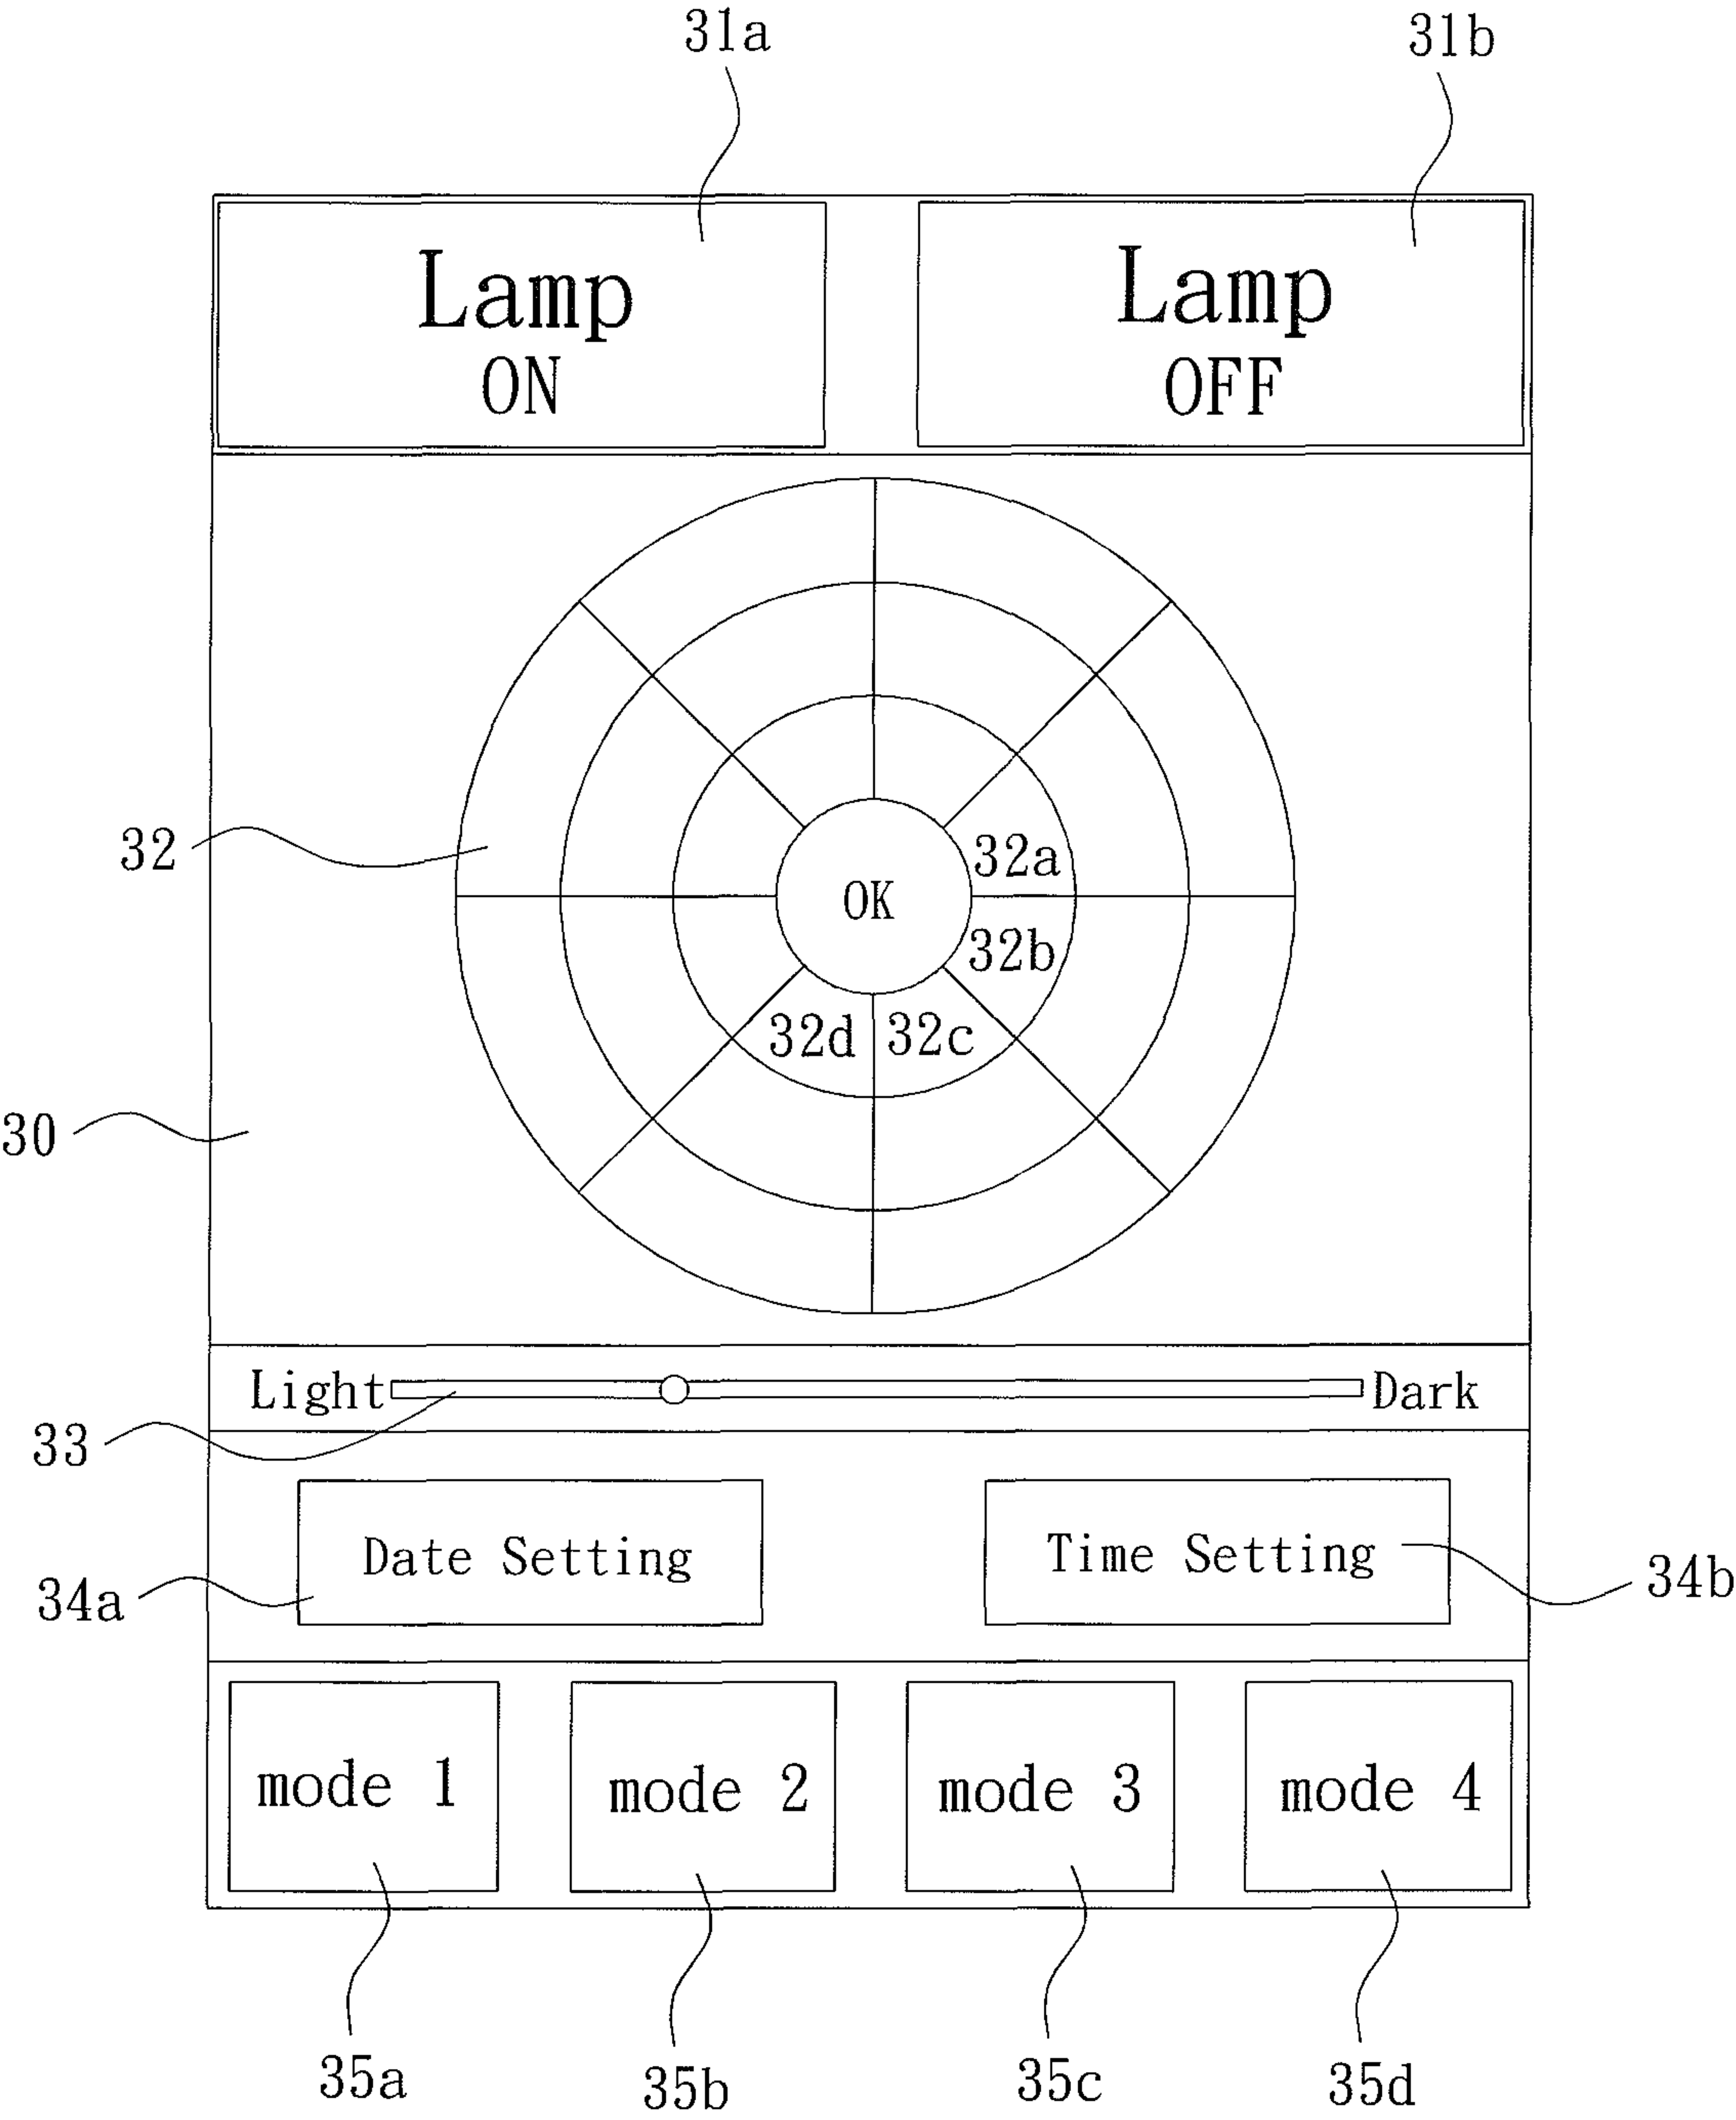 31a
31b
Lamp
ON
Lamp
OFF
32
32a
OK
32b
32d
32c
30
Light
Dark
33
Date Setting
Time Setting
34a
34b
mode 1
mode 2
mode 3
mode 4
35a
35b
35c
35d